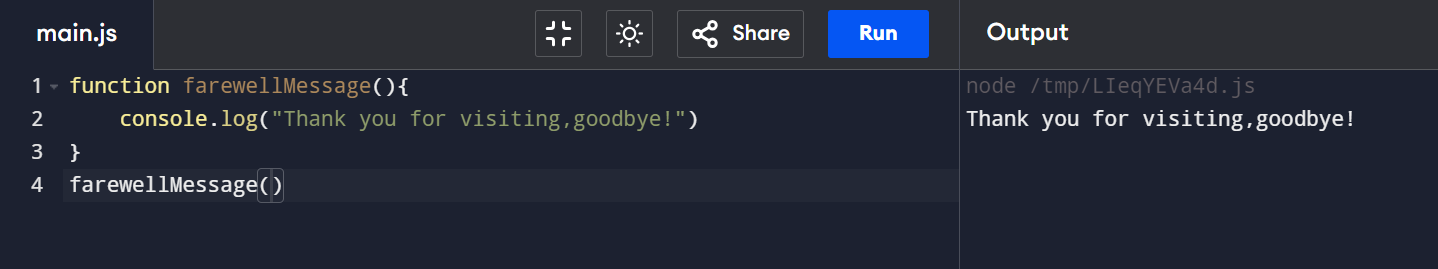 main.js
Share
Run
Output
1 function farewellMessage(){
2     console.log("Thank you for visiting,goodbye!")
3 }
4 farewellMessage()
node /tmp/LIeqYEVa4d.js
Thank you for visiting,goodbye!